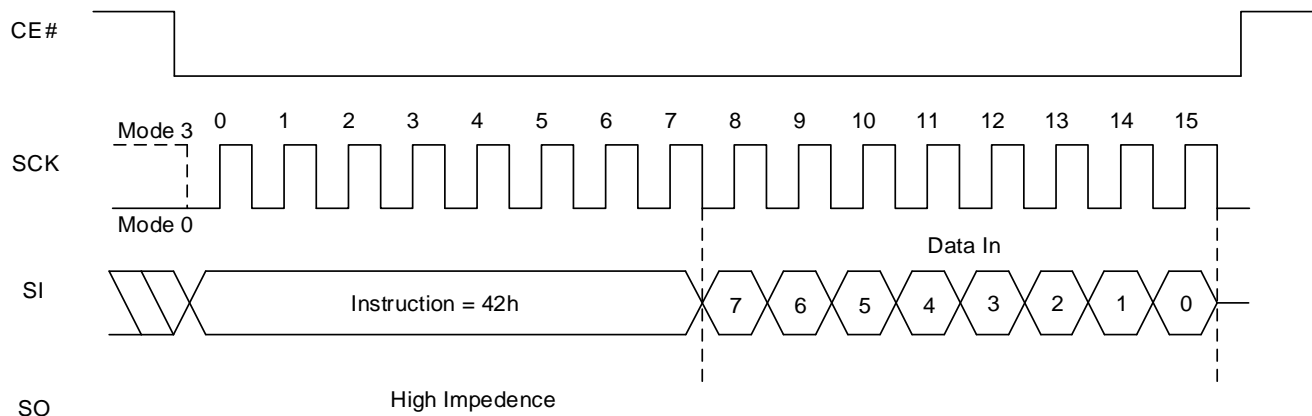 CE#
Mode 3
0 1 2 3 4 5 6 7 8 9 10 11 12 13 14 15
SCK
Mode 0
Data In
SI
Instruction = 42h
7 6 5 4 3 2 1 0
High Impedence
SO